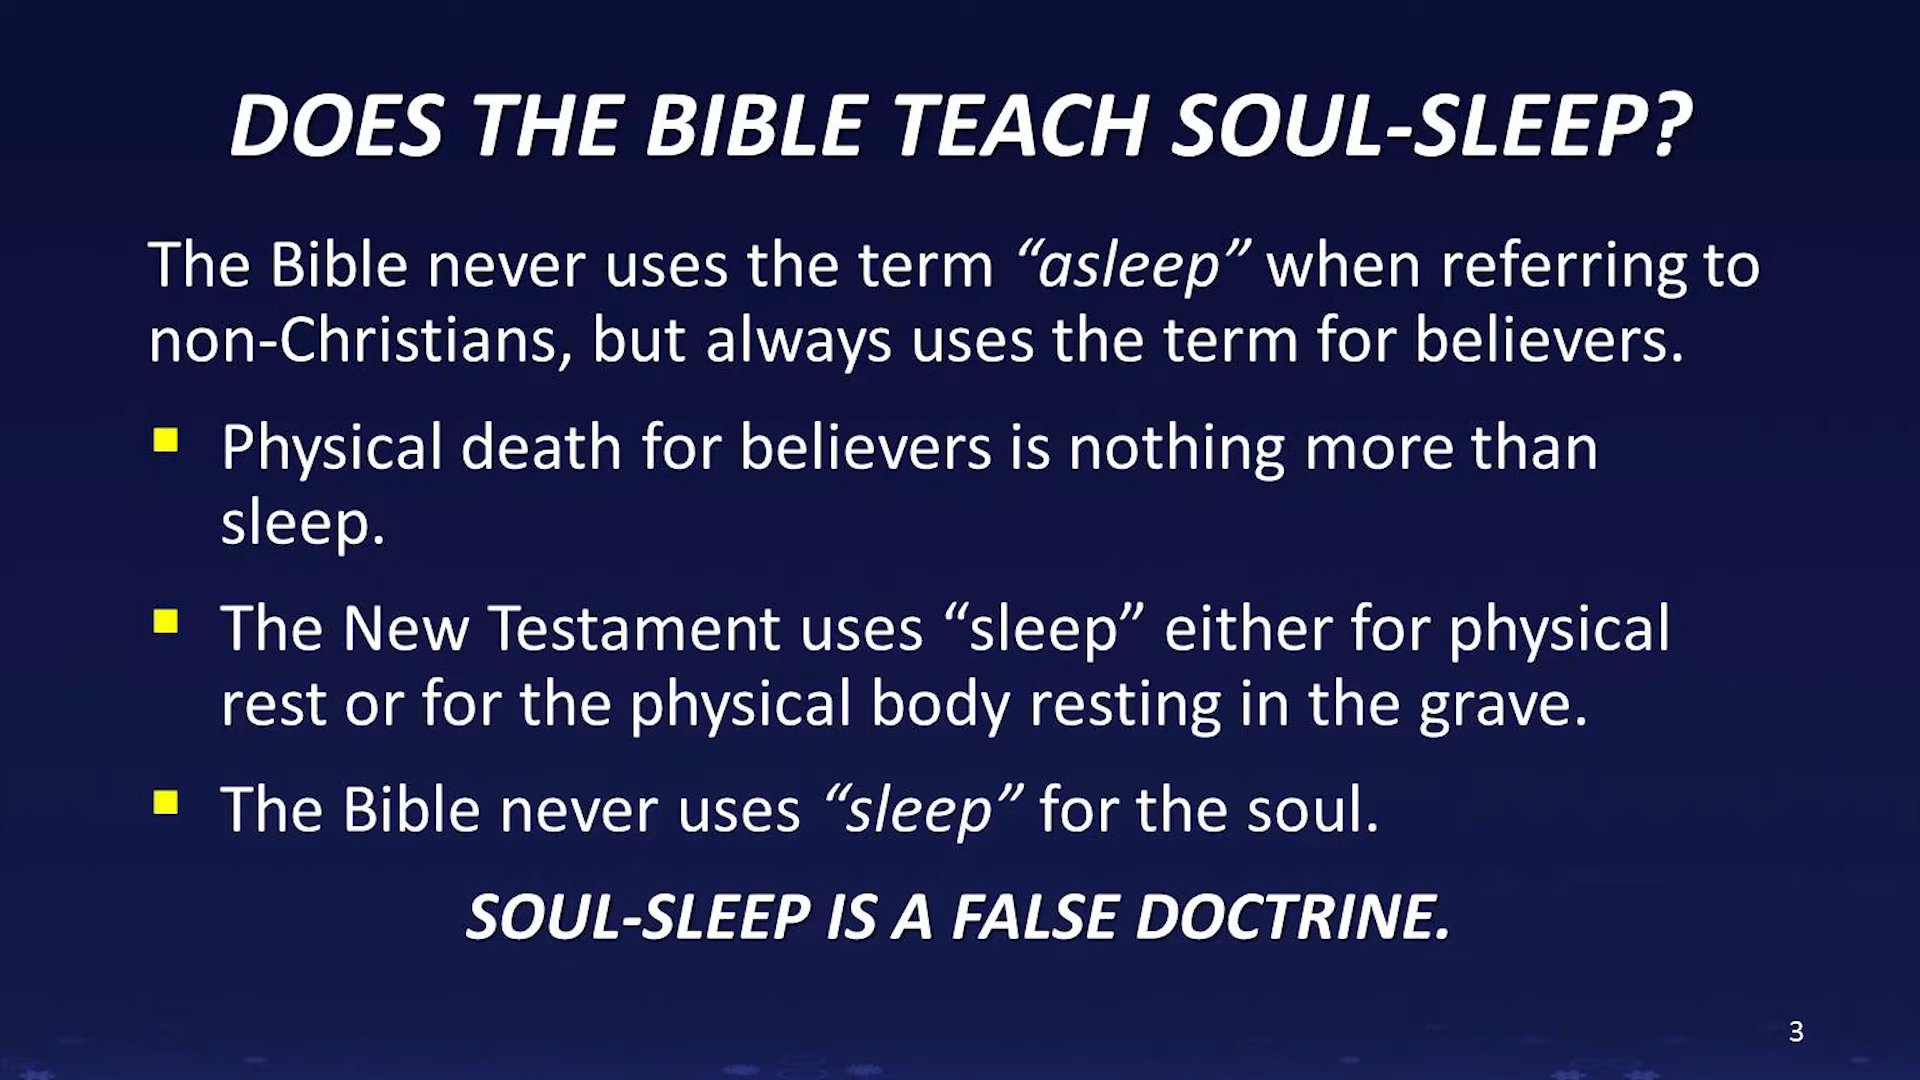 DOES THE BIBLE TEACH SOUL-SLEEP?
The Bible never uses the term “asleep” when referring to
non-Christians, but always uses the term for believers.
Physical death for believers is nothing more than
sleep.
The New Testament uses “sleep” either for physical
rest or for the physical body resting in the grave.
The Bible never uses “sleep” for the soul.
SOUL-SLEEP IS A FALSE DOCTRINE.
3